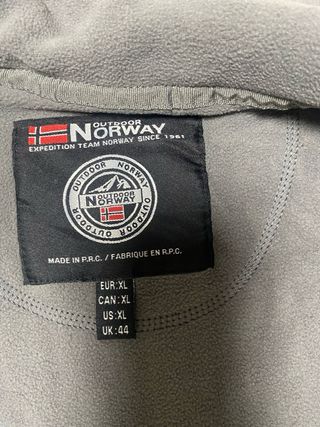 OUTDOOR
NORWAY
EXPEDITION TEAM NORWAY SINCE 1961
OUTDOOR NORWAY
OUTDOOR
NORWAY
OUTDOOR OUTDOOR
MADE IN P.R.C. / FABRIQUE EN R.P.C.
EUR:XL
CAN:XL
US:XL
UK:44